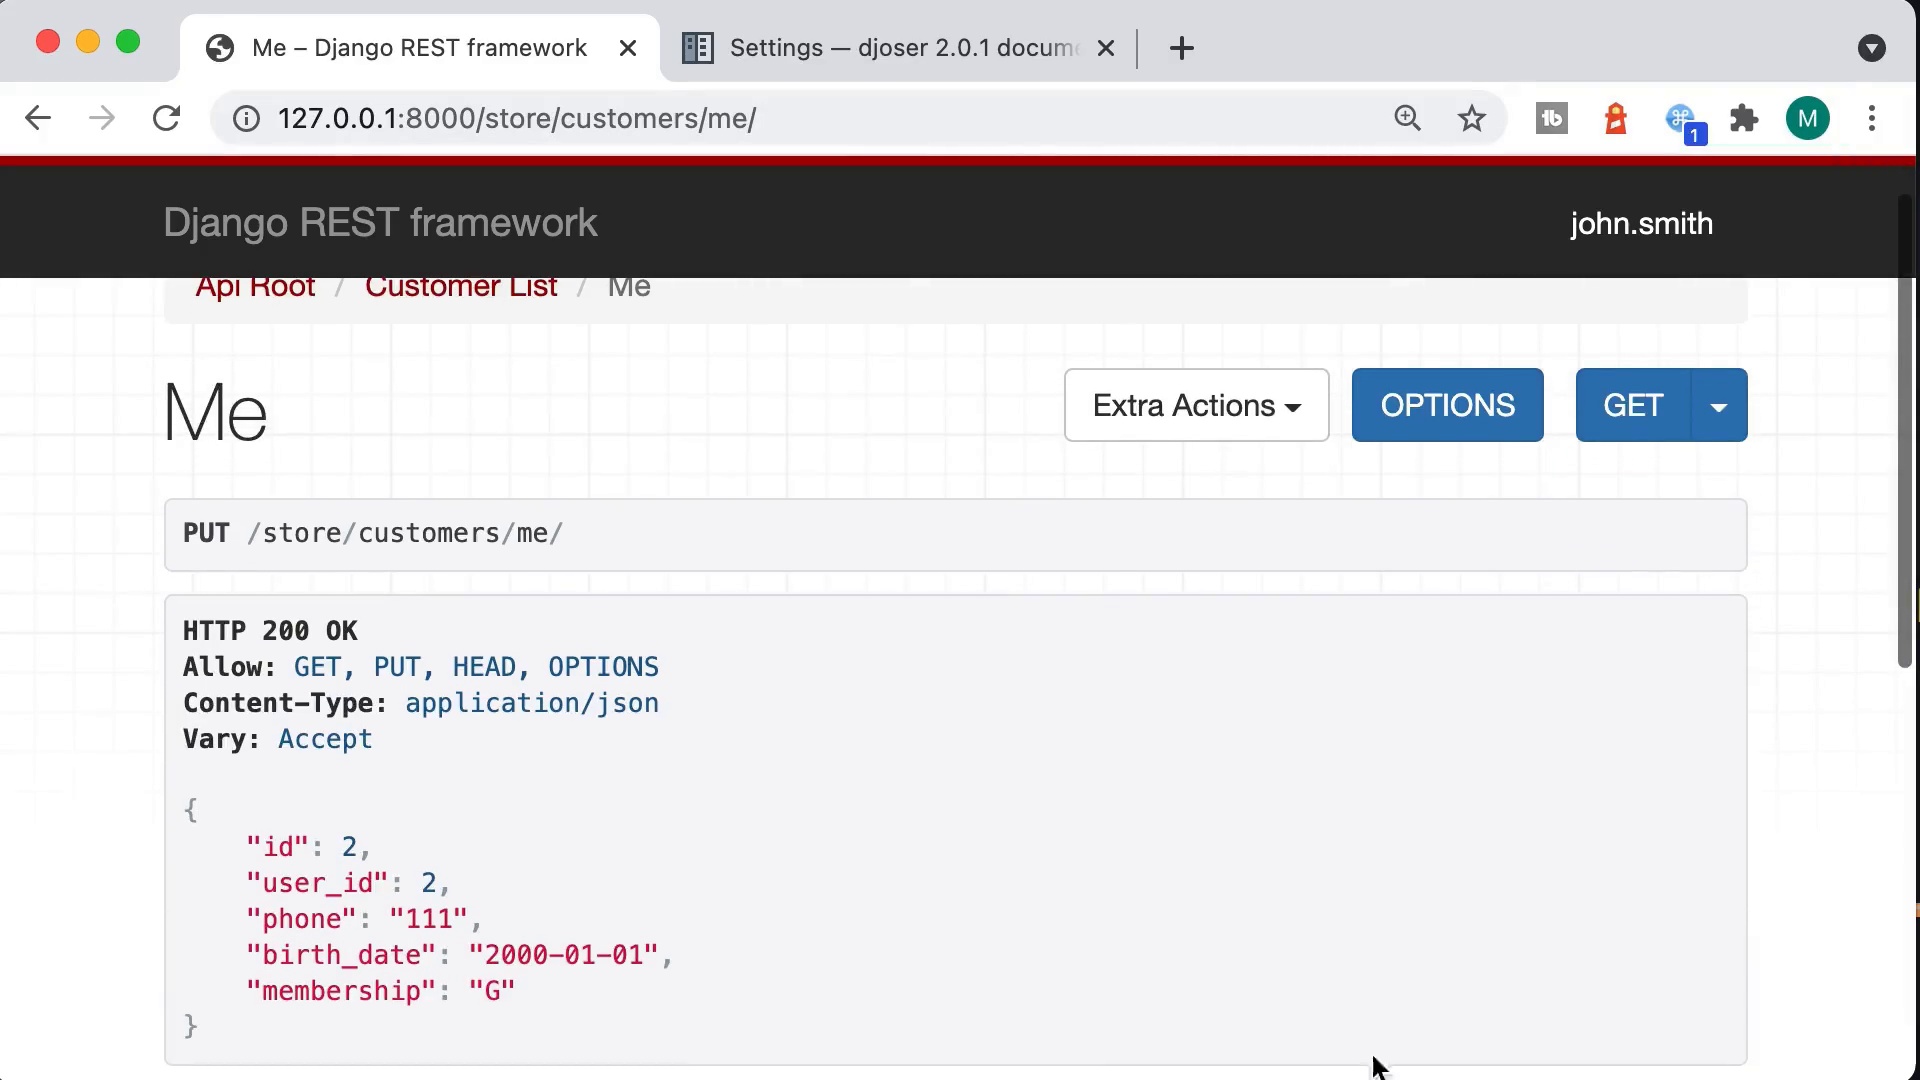 Me – Django REST framework
Settings — djoser 2.0.1 docume
127.0.0.1:8000/store/customers/me/
tb
1
M
Django REST framework
john.smith
Api Root / Customer List / Me
Me
Extra Actions
OPTIONS
GET
PUT /store/customers/me/
HTTP 200 OK
Allow: GET, PUT, HEAD, OPTIONS
Content-Type: application/json
Vary: Accept
{
"id": 2,
"user_id": 2,
"phone": "111",
"birth_date": "2000-01-01",
"membership": "G"
}